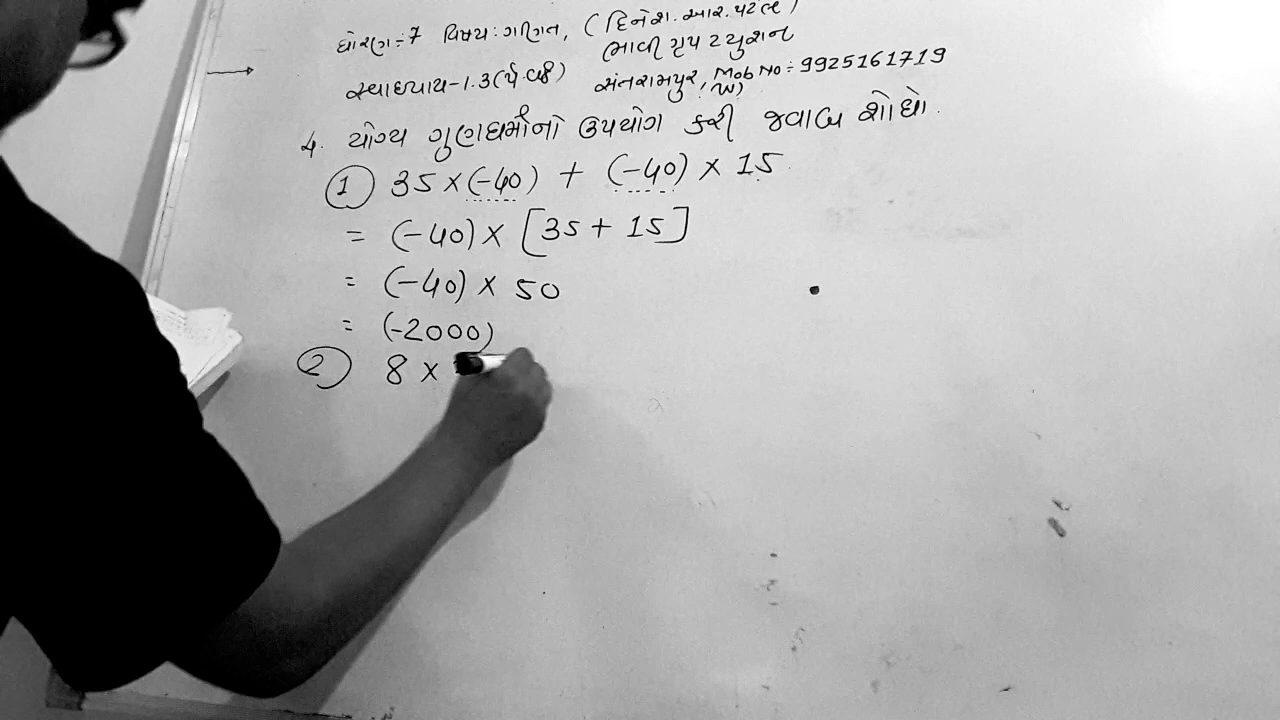 ધોરણ:-7 વિષય: ગણિત, (દિનેશ. આર. પટેલ)
ભાવી ગ્રુપ ટ્યુશન
સ્વાધ્યાય-1.3(પે.
સંતરામપુર, Mob No:-9925161719
4. યોગ્ય ગુણધર્માંનો ઉપયોગ કરી જવાબ શોધો.
① 35 × (-40) + (-40) × 15
= (-40) × [35 + 15]
= (-40) × 50
= (-2000)
② 8 ×